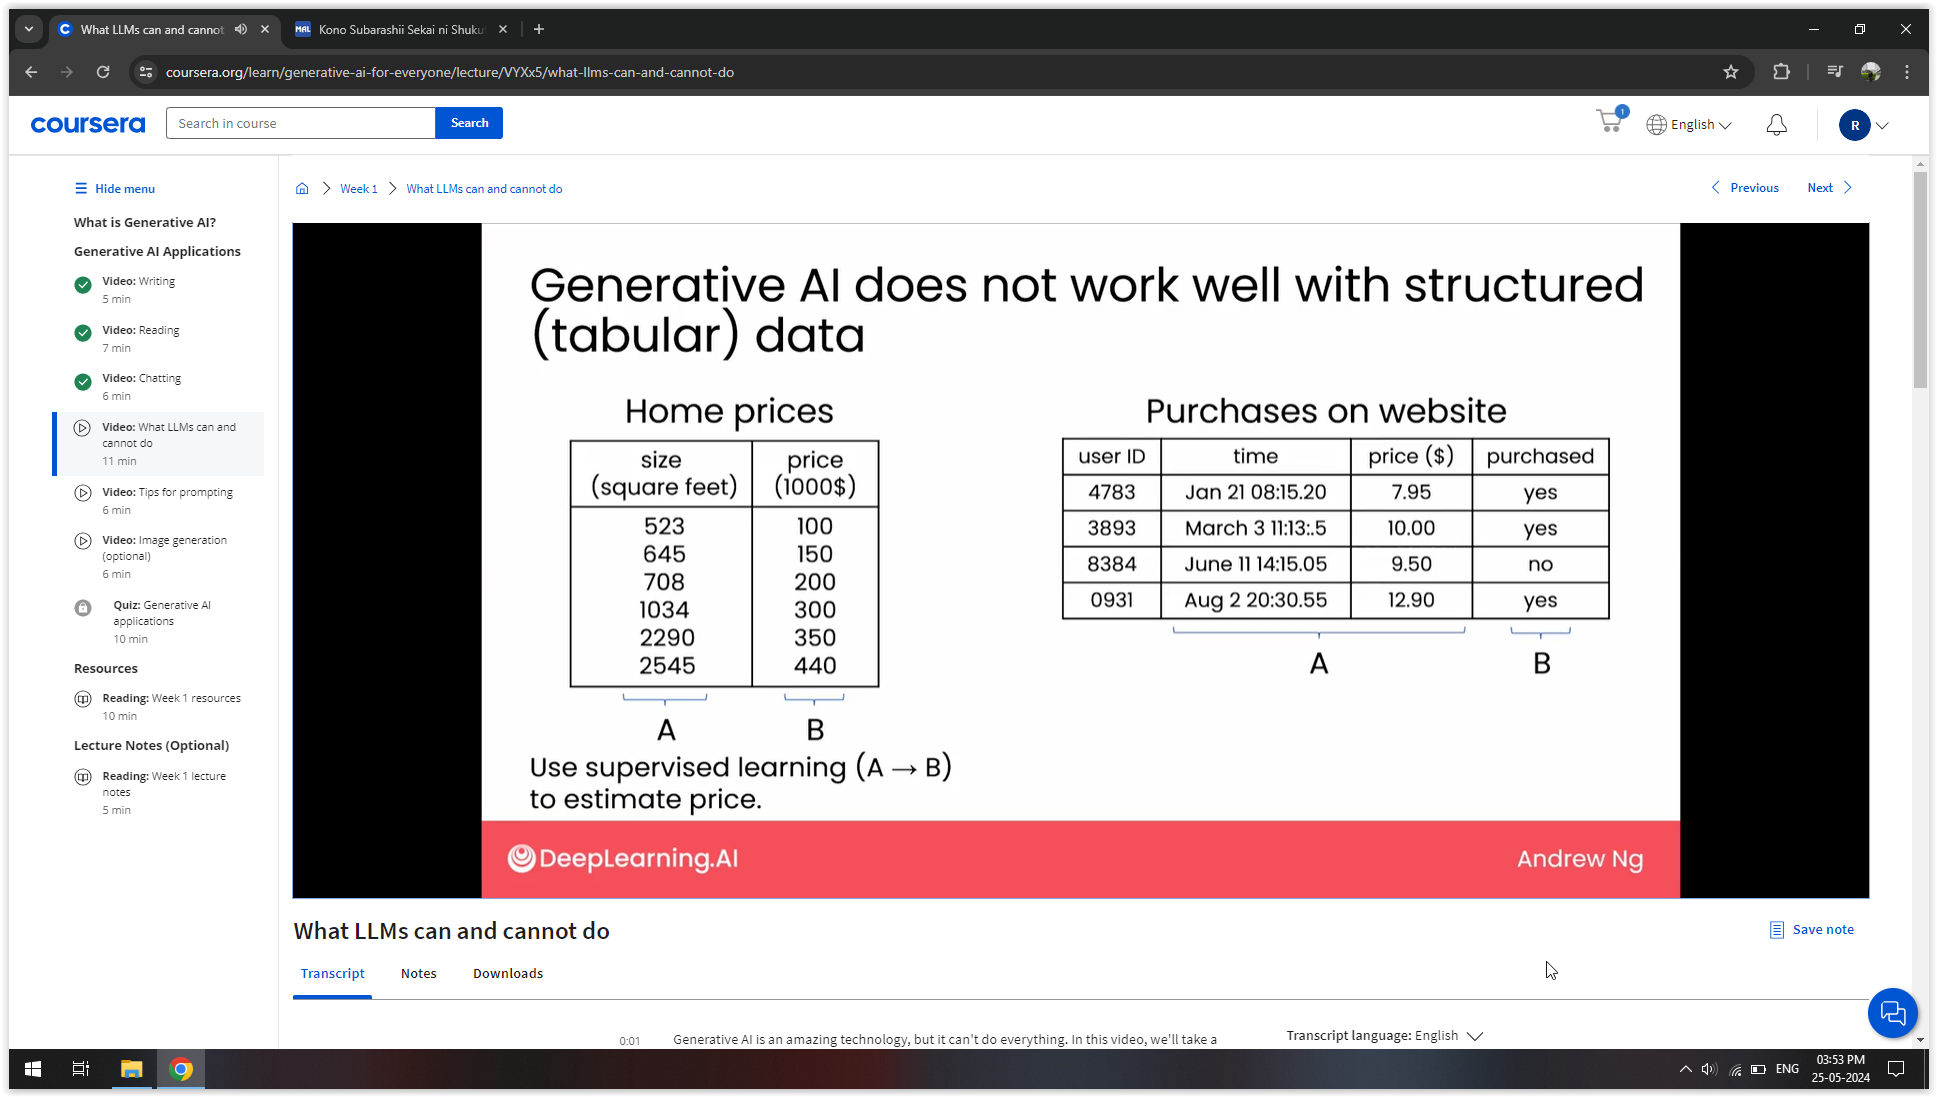 What LLMs can and cannot
Kono Subarashii Sekai ni Shuku
coursera.org/learn/generative-ai-for-everyone/lecture/VYXx5/what-llms-can-and-cannot-do
coursera
Search in course
Search
1
English
R
Hide menu
What is Generative AI?
Generative AI Applications
Video: Writing
5 min
Video: Reading
7 min
Video: Chatting
6 min
Video: What LLMs can and
cannot do
11 min
Video: Tips for prompting
6 min
Video: Image generation
(optional)
6 min
Quiz: Generative AI
applications
10 min
Resources
Reading: Week 1 resources
10 min
Lecture Notes (Optional)
Reading: Week 1 lecture
notes
5 min
Week 1
What LLMs can and cannot do
Previous
Next
Generative AI does not work well with structured
(tabular) data
Home prices
size
(square feet)
price
(1000$)
523 100
645 150
708 200
1034 300
2290 350
2545 440
A B
Use supervised learning (A → B)
to estimate price.
Purchases on website
user ID time price ($) purchased
4783 Jan 21 08:15.20 7.95 yes
3893 March 3 11:13:.5 10.00 yes
8384 June 11 14:15.05 9.50 no
0931 Aug 2 20:30.55 12.90 yes
A B
DeepLearning.AI
Andrew Ng
What LLMs can and cannot do
Save note
Transcript
Notes
Downloads
0:01
Generative AI is an amazing technology, but it can't do everything. In this video, we'll take a
Transcript language: English
ENG
03:53 PM
25-05-2024